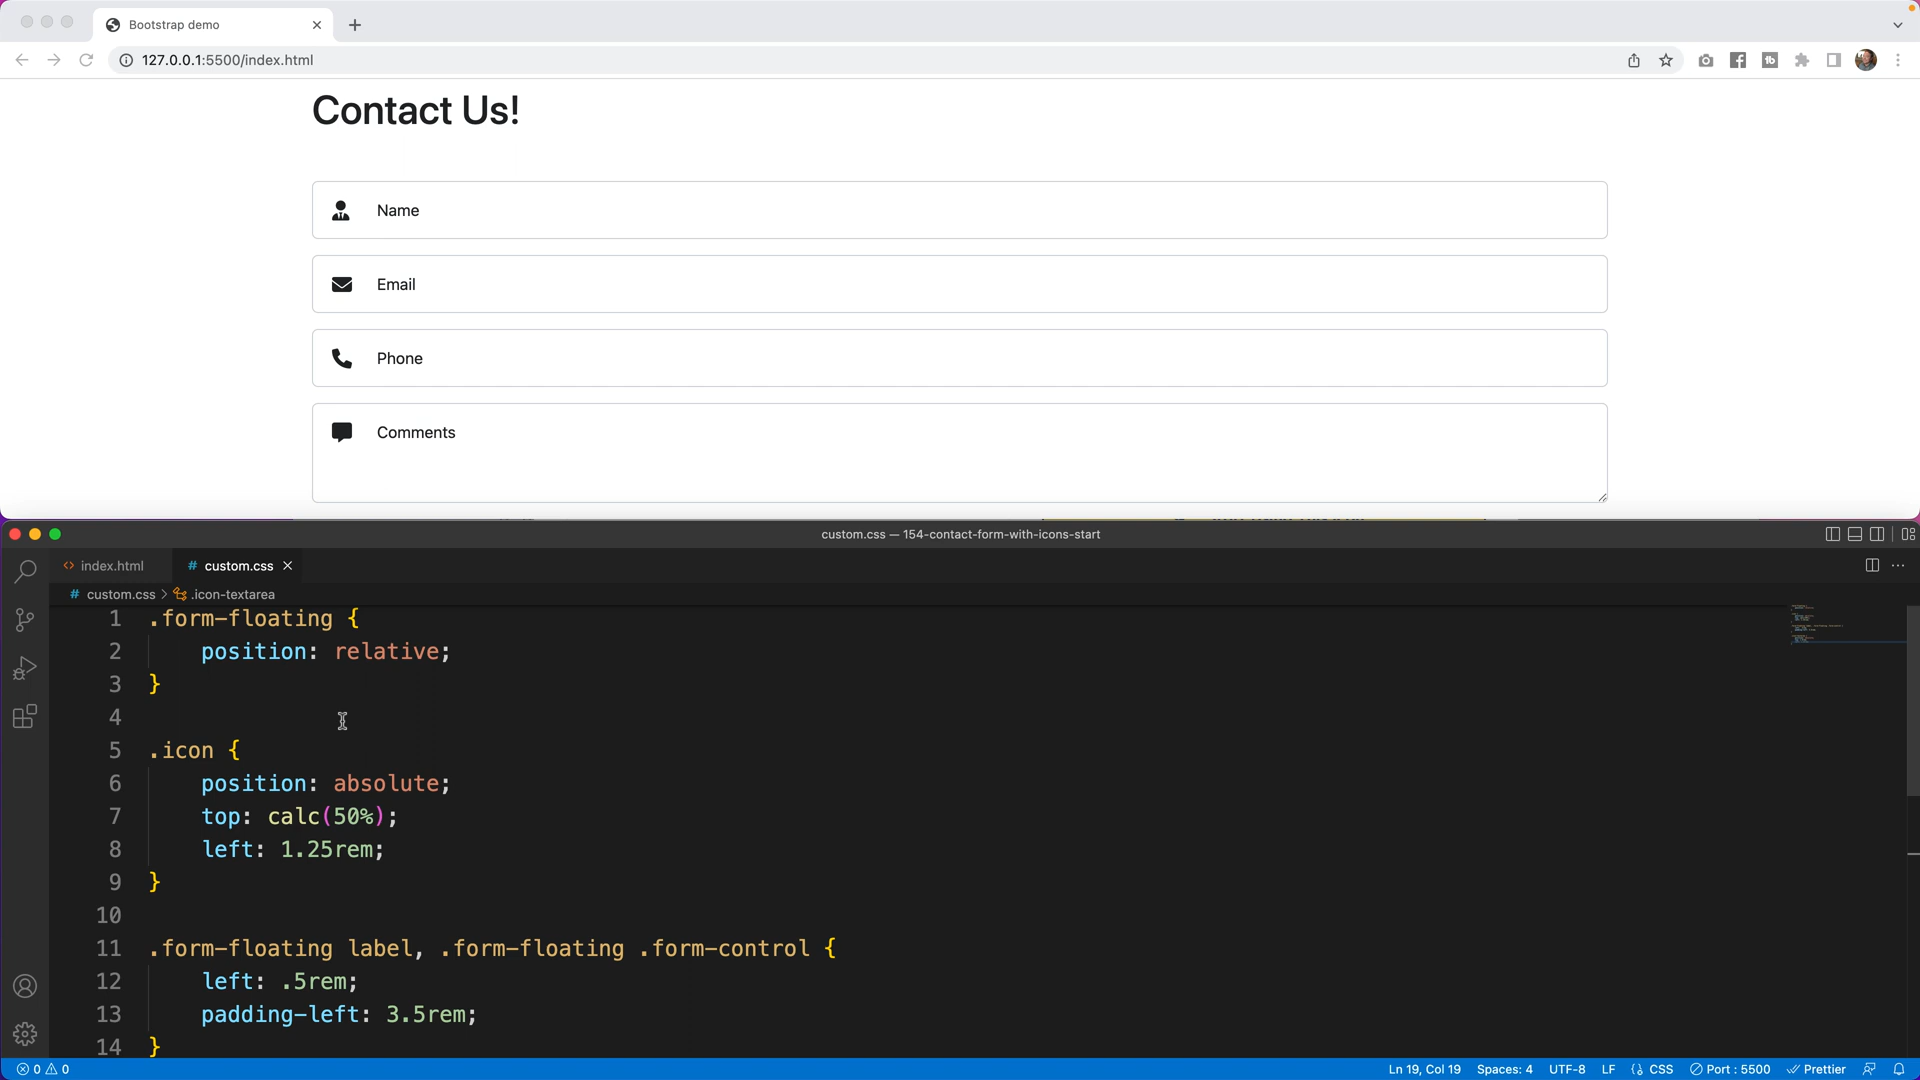 Bootstrap demo
127.0.0.1:5500/index.html
Contact Us!
Name
Email
Phone
Comments
custom.css — 154-contact-form-with-icons-start
index.html
# custom.css
# custom.css > .icon-textarea
1 .form-floating {
2 position: relative;
3 }
4
5 .icon {
6 position: absolute;
7 top: calc(50%);
8 left: 1.25rem;
9 }
10
11 .form-floating label, .form-floating .form-control {
12 left: .5rem;
13 padding-left: 3.5rem;
14 }
0 0 Ln 19, Col 19 Spaces: 4 UTF-8 LF {} CSS Port : 5500 Prettier